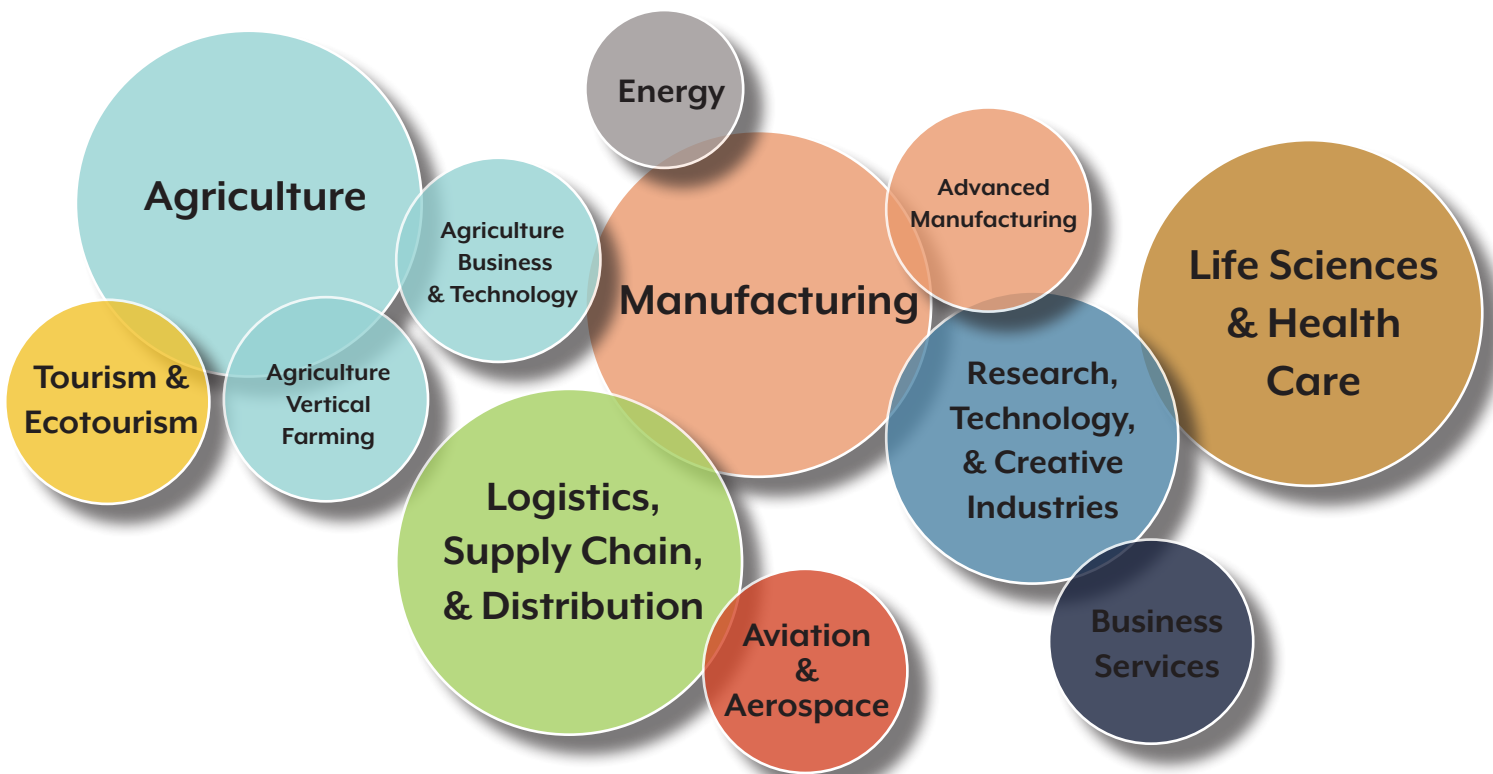 Energy
Agriculture
Advanced
Manufacturing
Agriculture
Business
& Technology
Manufacturing
Life Sciences
& Health
Care
Tourism &
Ecotourism
Agriculture
Vertical
Farming
Research,
Technology,
& Creative
Industries
Logistics,
Supply Chain,
& Distribution
Aviation
&
Aerospace
Business
Services